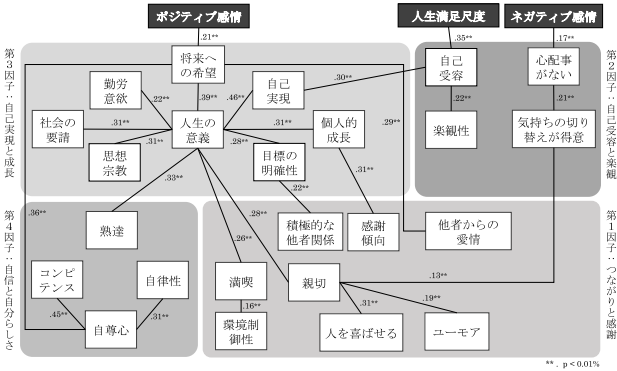 ポジティブ感情
人生満足尺度
ネガティブ感情
.21**
.35**
.17**
第3因子：自己実現と成長
将来へ
の希望
自己
受容
心配事
がない
第2因子：自己受容と楽観
勤労
意欲
自己
実現
.30**
.22**
.39**
.46**
.22**
.21**
社会の
要請
.31**
人生の
意義
.31**
個人的
成長
.29**
楽観性
気持ちの切り
替えが得意
.31**
.28**
思想
宗教
目標の
明確性
.33**
.22**
.31**
第4因子：自信と自分らしさ
.36**
熟達
.28**
積極的な
他者関係
感謝
傾向
他者からの
愛情
第1因子：つながりと感謝
.26**
コンピ
テンス
自律性
満喫
親切
.13**
.45**
.31**
.16**
.31**
.19**
自尊心
環境制
御性
人を喜ばせる
ユーモア
**．p＜0.01%